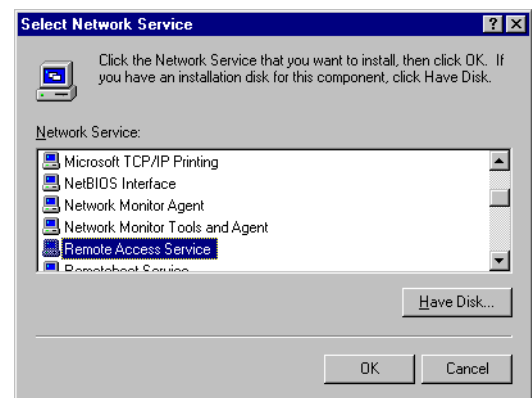 Select Network Service
Click the Network Service that you want to install, then click OK. If
you have an installation disk for this component, click Have Disk.
Network Service:
Microsoft TCP/IP Printing
NetBIOS Interface
Network Monitor Agent
Network Monitor Tools and Agent
Remote Access Service
Remoteboot Service
Have Disk...
OK
Cancel